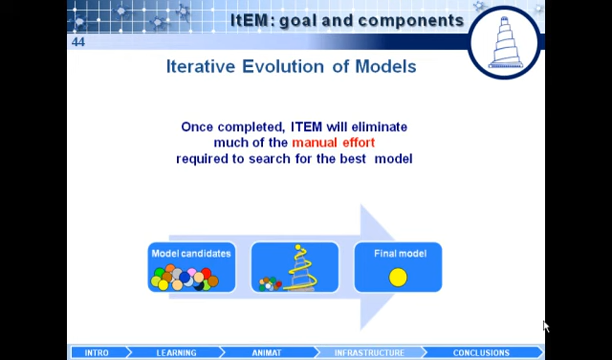 ItEM: goal and components
44
Iterative Evolution of Models
Once completed, ITEM will eliminate
much of the manual effort
required to search for the best model
Model candidates
Final model
INTRO
LEARNING
ANIMAT
INFRASTRUCTURE
CONCLUSIONS